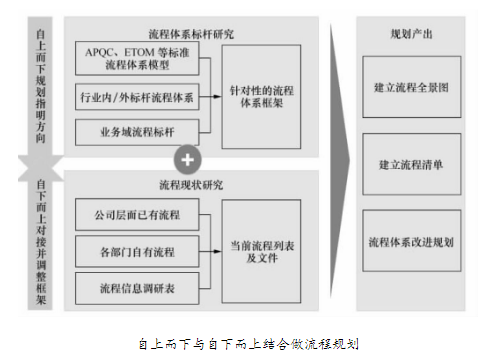 自上而下规划指明方向
流程体系标杆研究
APQC、ETOM 等标准
流程体系模型
行业内/外标杆流程体系
业务域流程标杆
针对性的流程
体系框架
自下而上对接并调整框架
流程现状研究
公司层面已有流程
各部门自有流程
流程信息调研表
当前流程列表
及文件
规划产出
建立流程全景图
建立流程清单
流程体系改进规划
自上而下与自下而上结合做流程规划